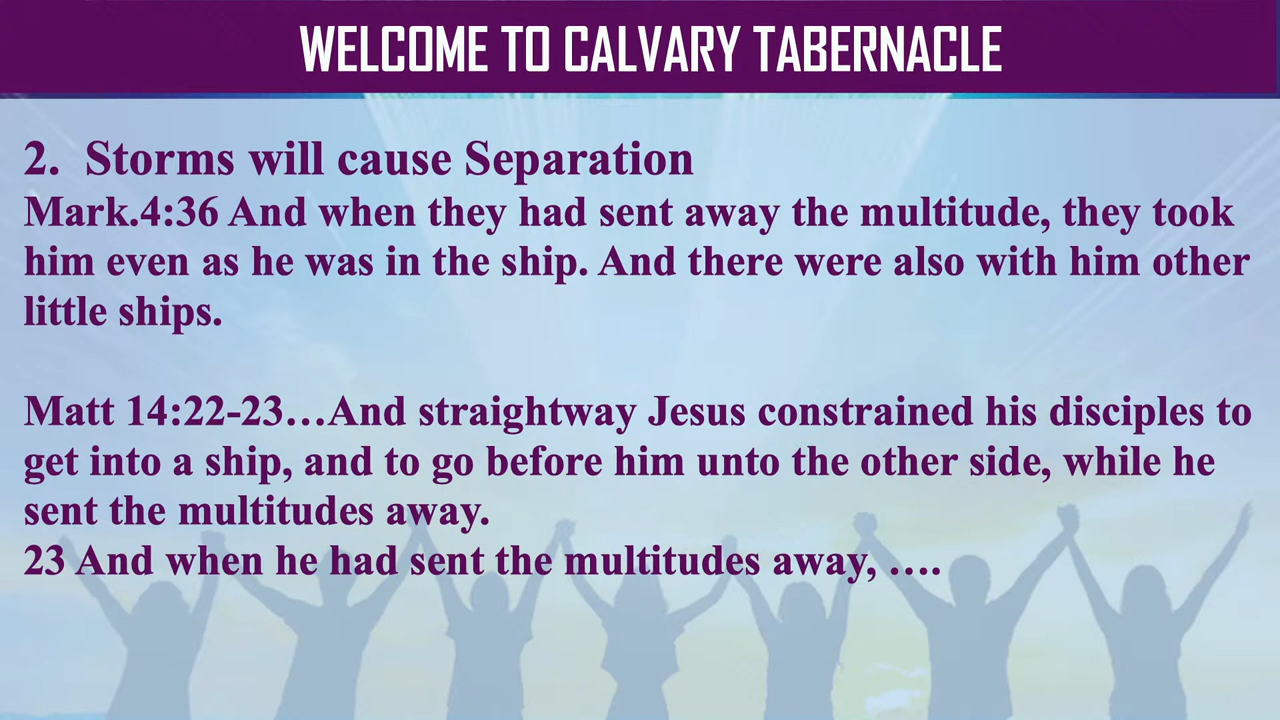 WELCOME TO CALVARY TABERNACLE
2.  Storms will cause Separation
Mark.4:36 And when they had sent away the multitude, they took
him even as he was in the ship. And there were also with him other
little ships.
Matt 14:22-23…And straightway Jesus constrained his disciples to
get into a ship, and to go before him unto the other side, while he
sent the multitudes away.
23 And when he had sent the multitudes away, ….